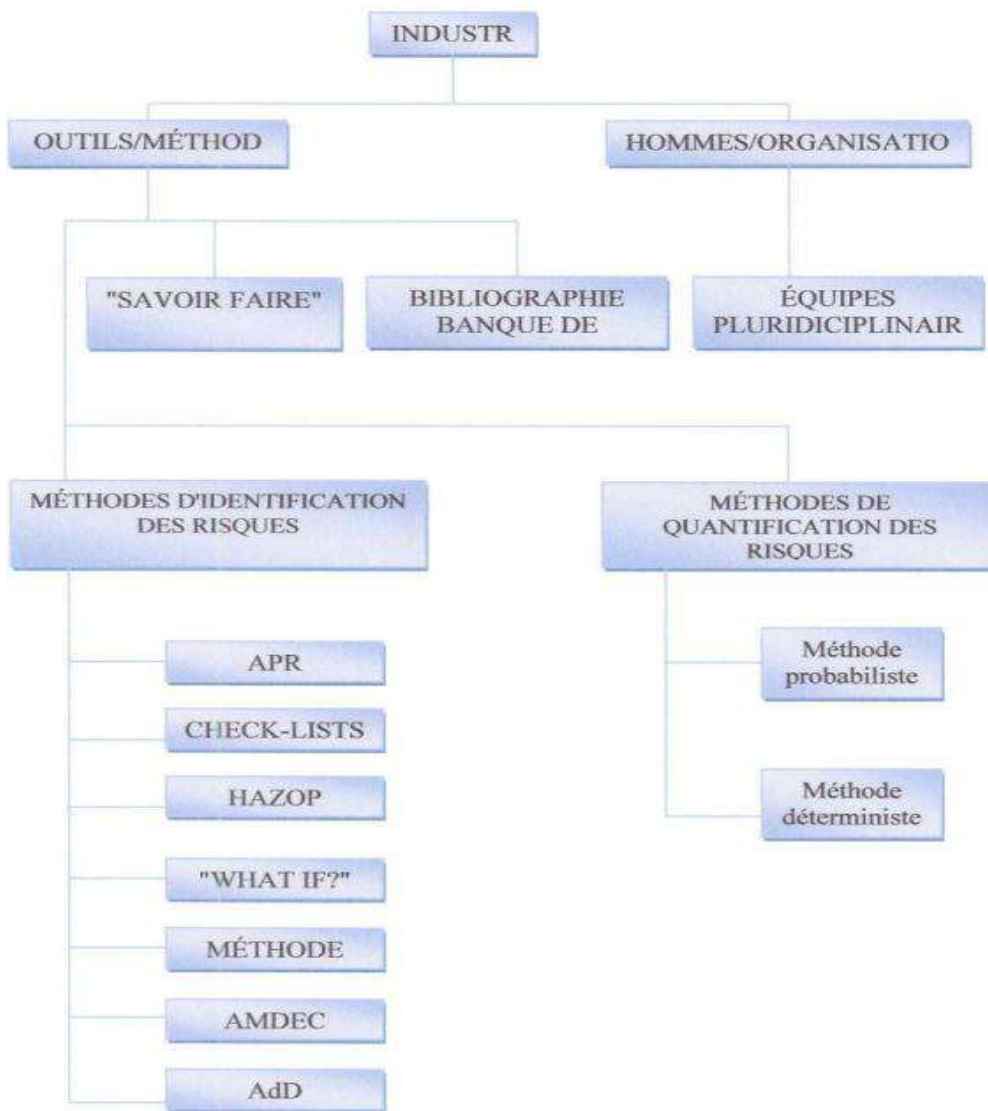 INDUSTR
OUTILS/MÉTHOD
HOMMES/ORGANISATIO
"SAVOIR FAIRE"
BIBLIOGRAPHIE
BANQUE DE
ÉQUIPES
PLURIDICIPLINAIR
MÉTHODES D'IDENTIFICATION
DES RISQUES
MÉTHODES DE
QUANTIFICATION DES
RISQUES
APR
CHECK-LISTS
HAZOP
"WHAT IF?"
MÉTHODE
AMDEC
AdD
Méthode
probabiliste
Méthode
déterministe